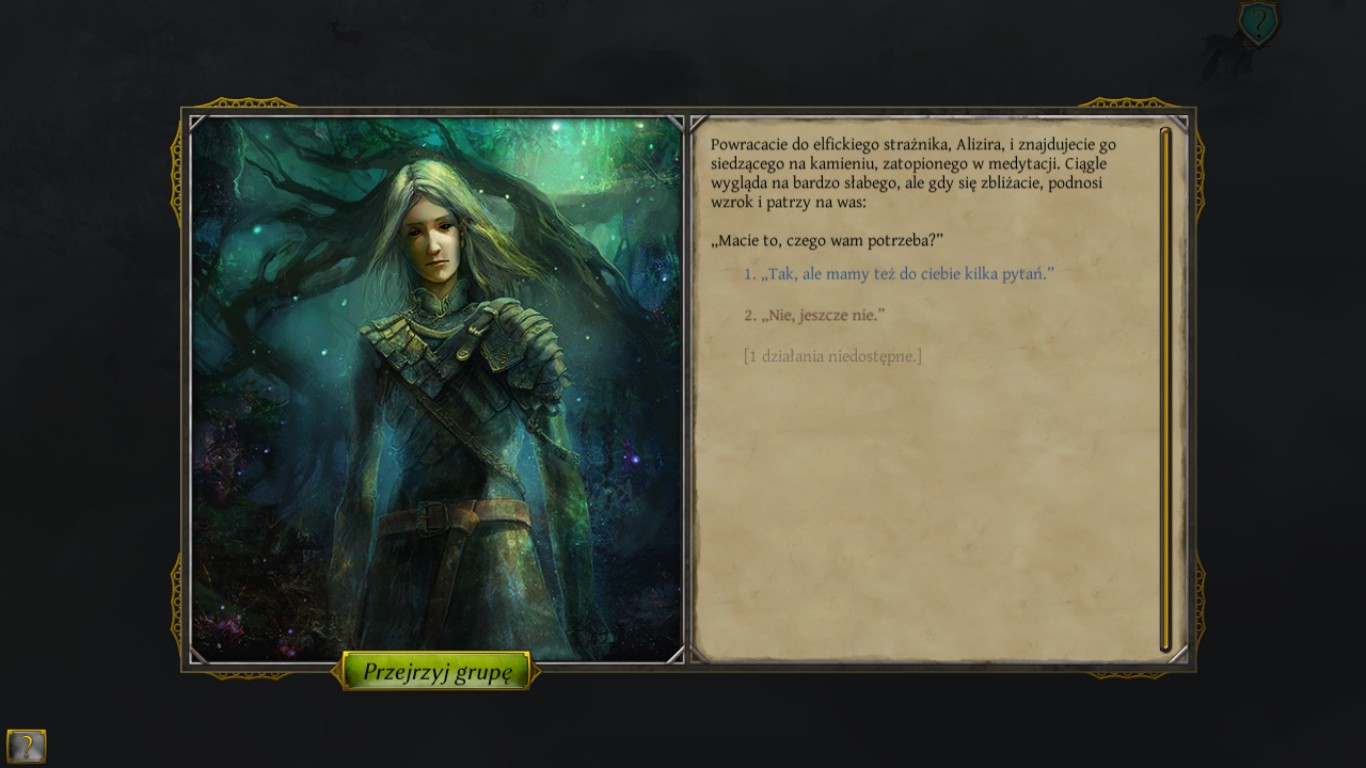 Powracacie do elfickiego strażnika, Alizira, i znajdujecie go
siedzącego na kamieniu, zatopionego w medytacji. Ciągle
wygląda na bardzo słabego, ale gdy się zbliżacie, podnosi
wzrok i patrzy na was:
„Macie to, czego wam potrzeba?”
1. „Tak, ale mamy też do ciebie kilka pytań.”
2. „Nie, jeszcze nie.”
[1 działania niedostępne.]
Przejrzyj grupę
?
?